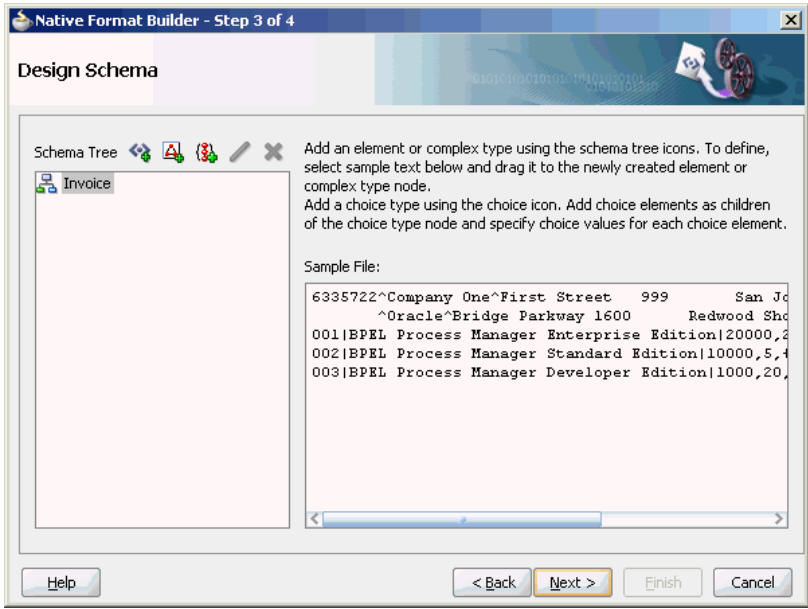 Native Format Builder - Step 3 of 4
Design Schema
Schema Tree
Invoice
Add an element or complex type using the schema tree icons. To define,
select sample text below and drag it to the newly created element or
complex type node.
Add a choice type using the choice icon. Add choice elements as children
of the choice type node and specify choice values for each choice element.
Sample File:
6335722^Company One^First Street 999 San Jo
^Oracle^Bridge Parkway 1600 Redwood Sho
001|BPEL Process Manager Enterprise Edition|20000,2
002|BPEL Process Manager Standard Edition|10000,5,4
003|BPEL Process Manager Developer Edition|1000,20,
Help
< Back
Next >
Finish
Cancel